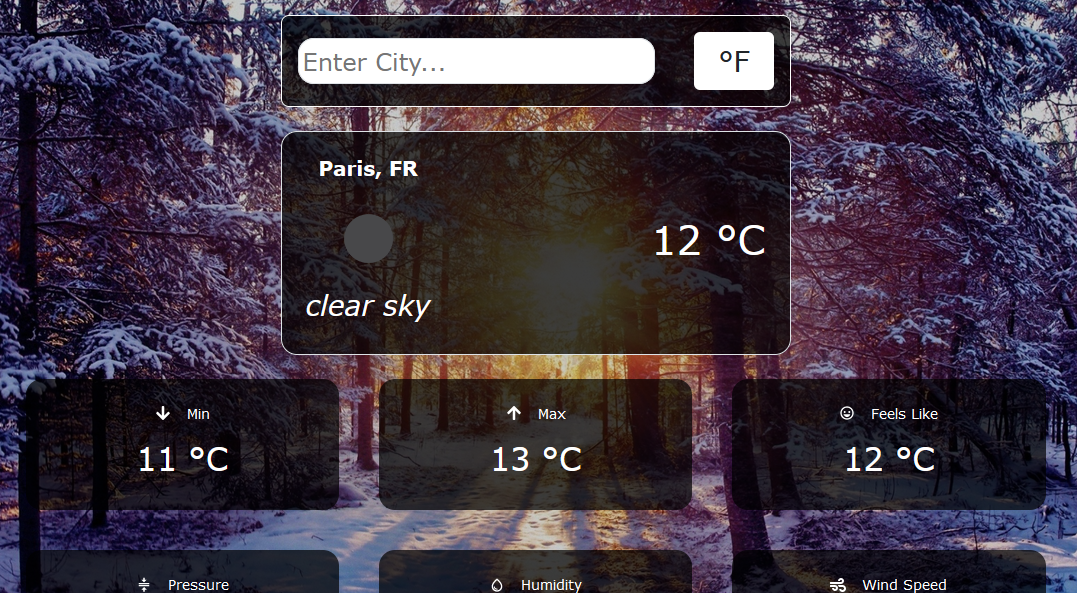 Enter City... °F
Paris, FR
12 °C
clear sky
Min Max Feels Like
11 °C 13 °C 12 °C
Pressure Humidity Wind Speed